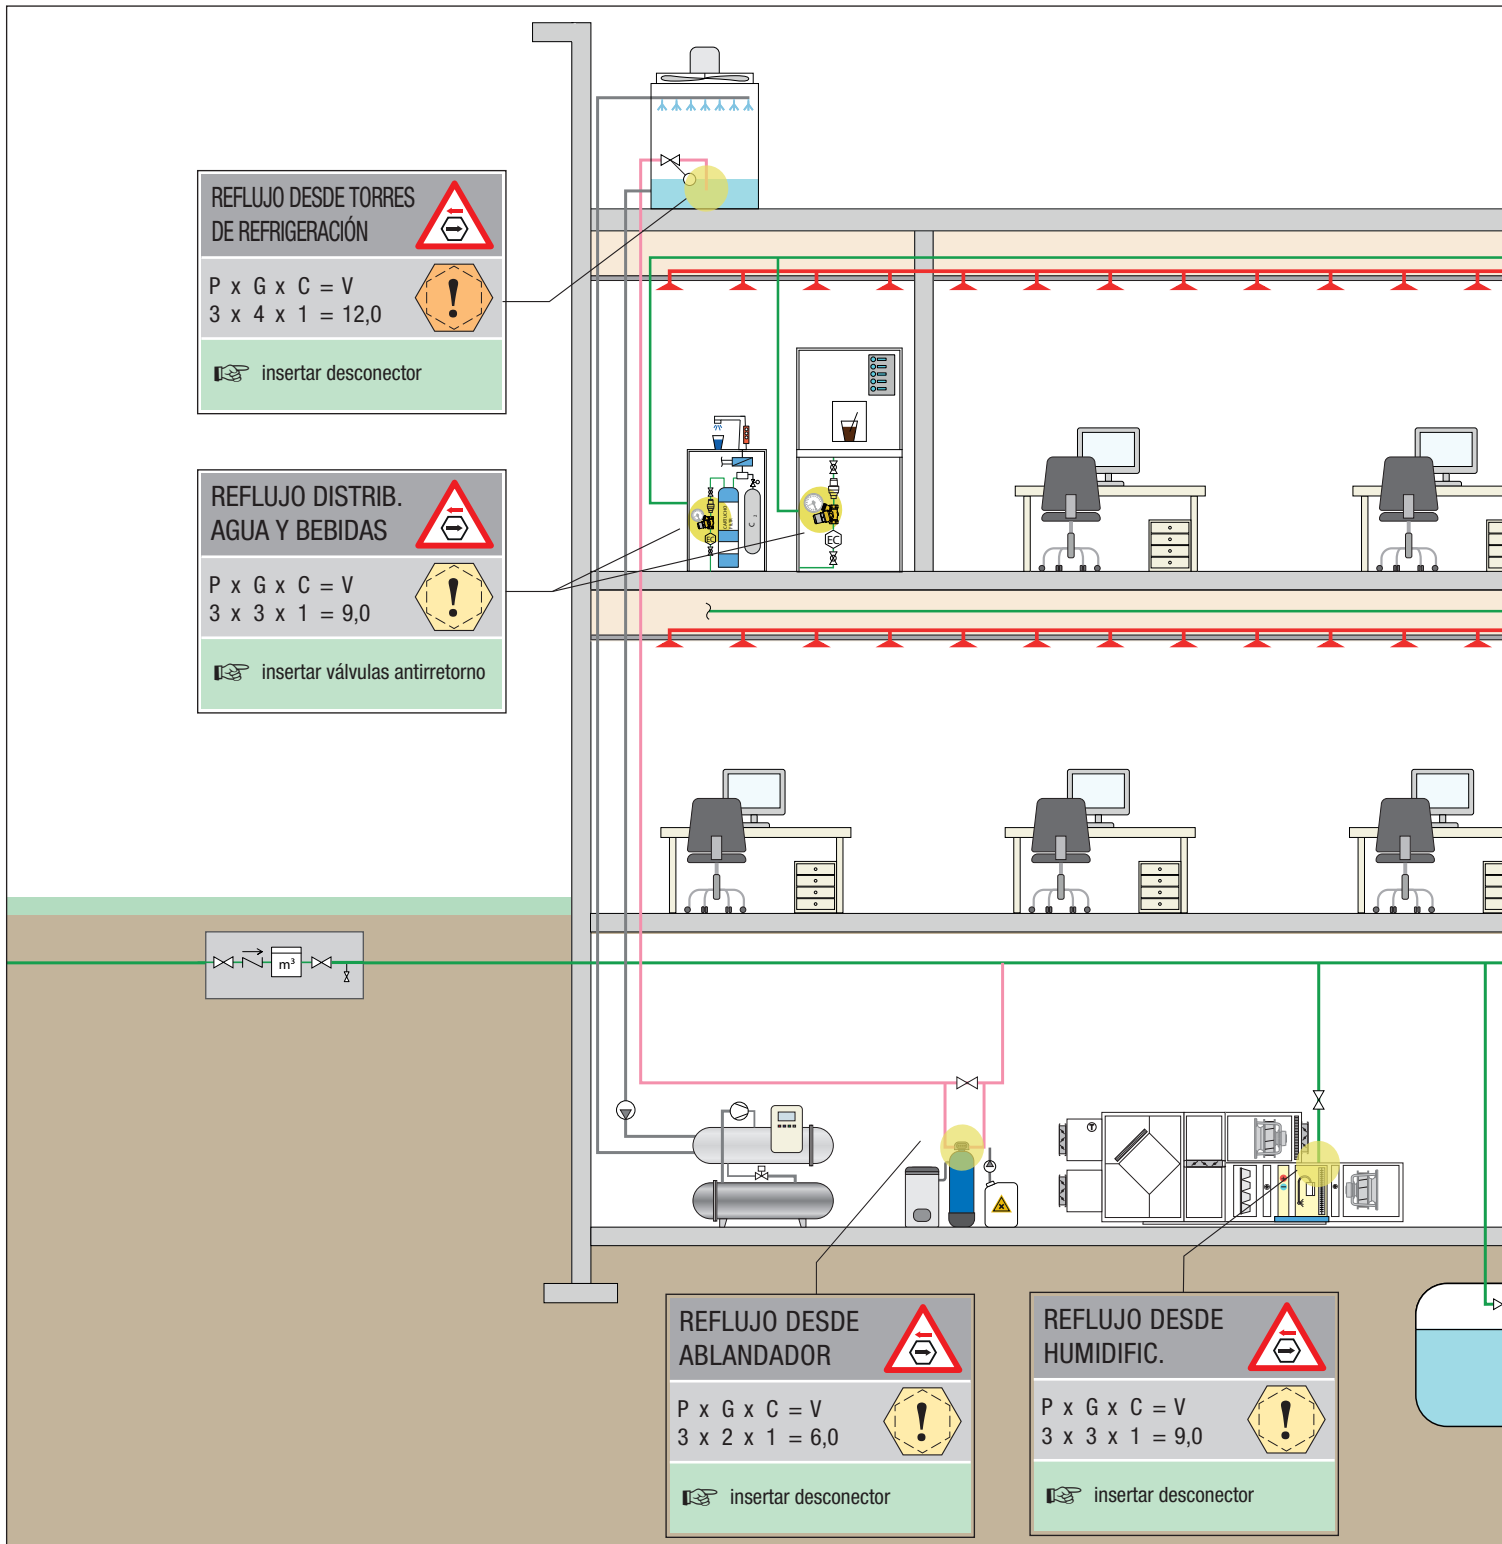 REFLUJO DESDE TORRES
DE REFRIGERACIÓN
P x G x C = V
3 x 4 x 1 = 12,0
insertar desconector
REFLUJO DISTRIB.
AGUA Y BEBIDAS
P x G x C = V
3 x 3 x 1 = 9,0
insertar válvulas antirretorno
EC
EC
m³
REFLUJO DESDE
ABLANDADOR
P x G x C = V
3 x 2 x 1 = 6,0
insertar desconector
REFLUJO DESDE
HUMIDIFIC.
P x G x C = V
3 x 3 x 1 = 9,0
insertar desconector